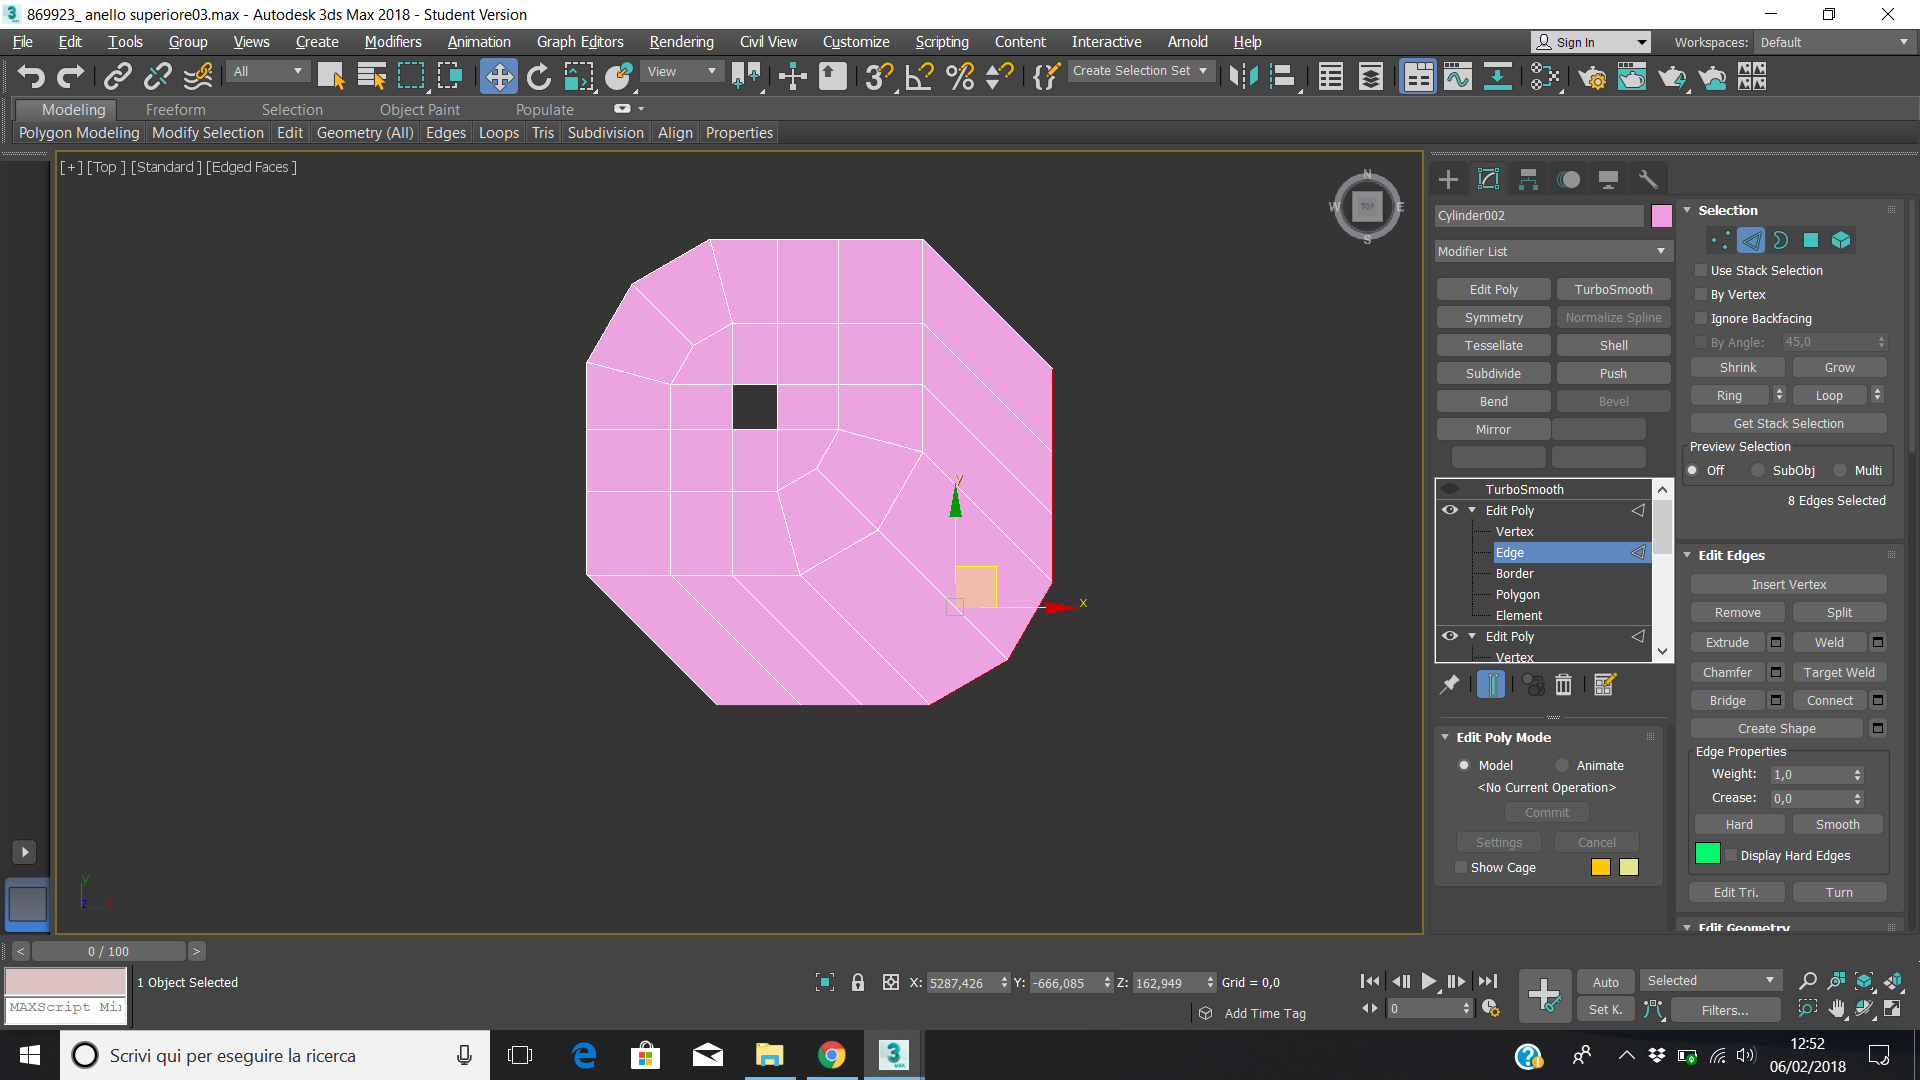 869923_ anello superiore03.max - Autodesk 3ds Max 2018 - Student Version
File Edit Tools Group Views Create Modifiers Animation Graph Editors Rendering Civil View Customize Scripting Content Interactive Arnold Help Sign In Workspaces: Default
All View Create Selection Set
Modeling Freeform Selection Object Paint Populate
Polygon Modeling Modify Selection Edit Geometry (All) Edges Loops Tris Subdivision Align Properties
[+] [Top ] [Standard ] [Edged Faces ]
N
W TOP E
S
y
x
y
z
Cylinder002
Modifier List
Edit Poly TurboSmooth
Symmetry Normalize Spline
Tessellate Shell
Subdivide Push
Bend Bevel
Mirror
TurboSmooth
Edit Poly
Vertex
Edge
Border
Polygon
Element
Edit Poly
Vertex
Edit Poly Mode
Model Animate
<No Current Operation>
Commit
Settings Cancel
Show Cage
Selection
Use Stack Selection
By Vertex
Ignore Backfacing
By Angle: 45,0
Shrink Grow
Ring Loop
Get Stack Selection
Preview Selection
Off SubObj Multi
8 Edges Selected
Edit Edges
Insert Vertex
Remove Split
Extrude Weld
Chamfer Target Weld
Bridge Connect
Create Shape
Edge Properties
Weight: 1,0
Crease: 0,0
Hard Smooth
Display Hard Edges
Edit Tri. Turn
Edit Geometry
< 0 / 100 >
1 Object Selected X: 5287,426 Y: -666,085 Z: 162,949 Grid = 0,0 Auto Selected
MAXScript Mi 0 Set K. Filters...
Add Time Tag
Scrivi qui per eseguire la ricerca
3 MAX
12:52
06/02/2018